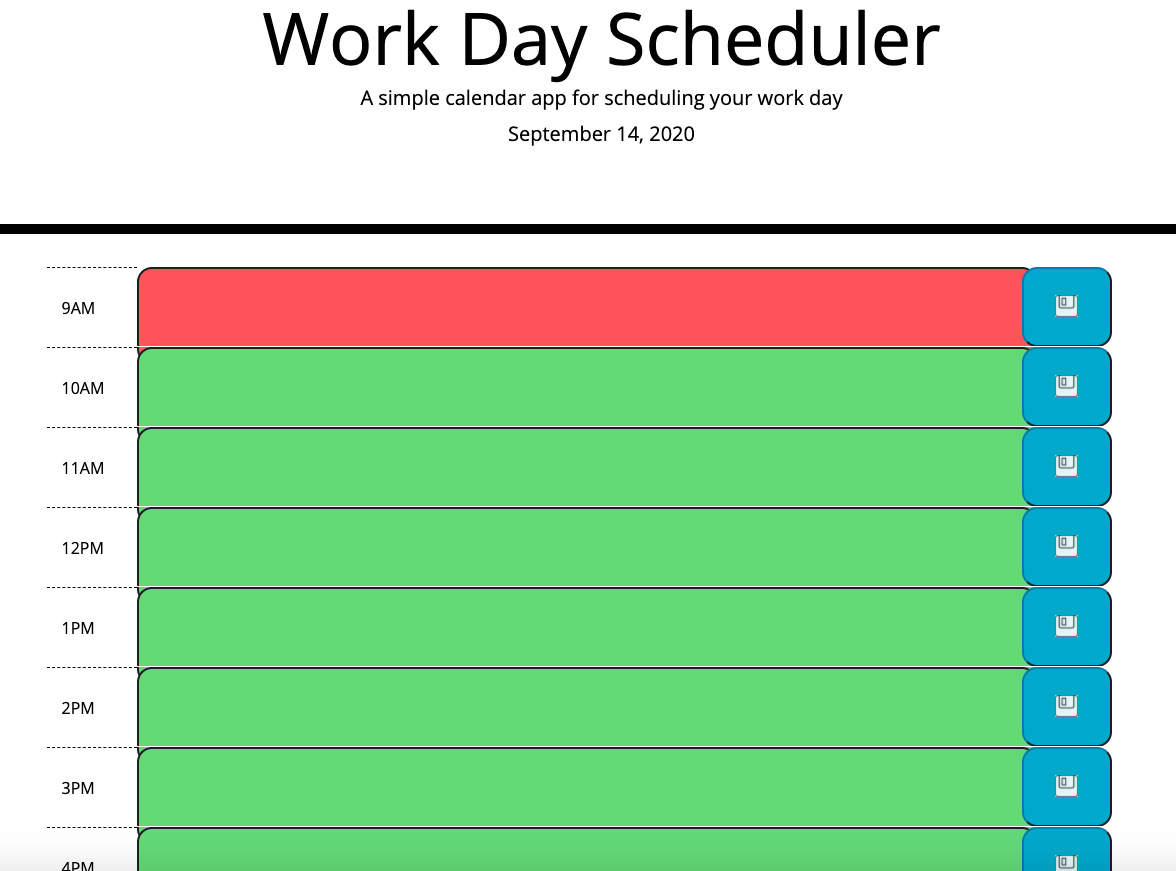 Work Day Scheduler
A simple calendar app for scheduling your work day
September 14, 2020
9AM
10AM
11AM
12PM
1PM
2PM
3PM
4PM